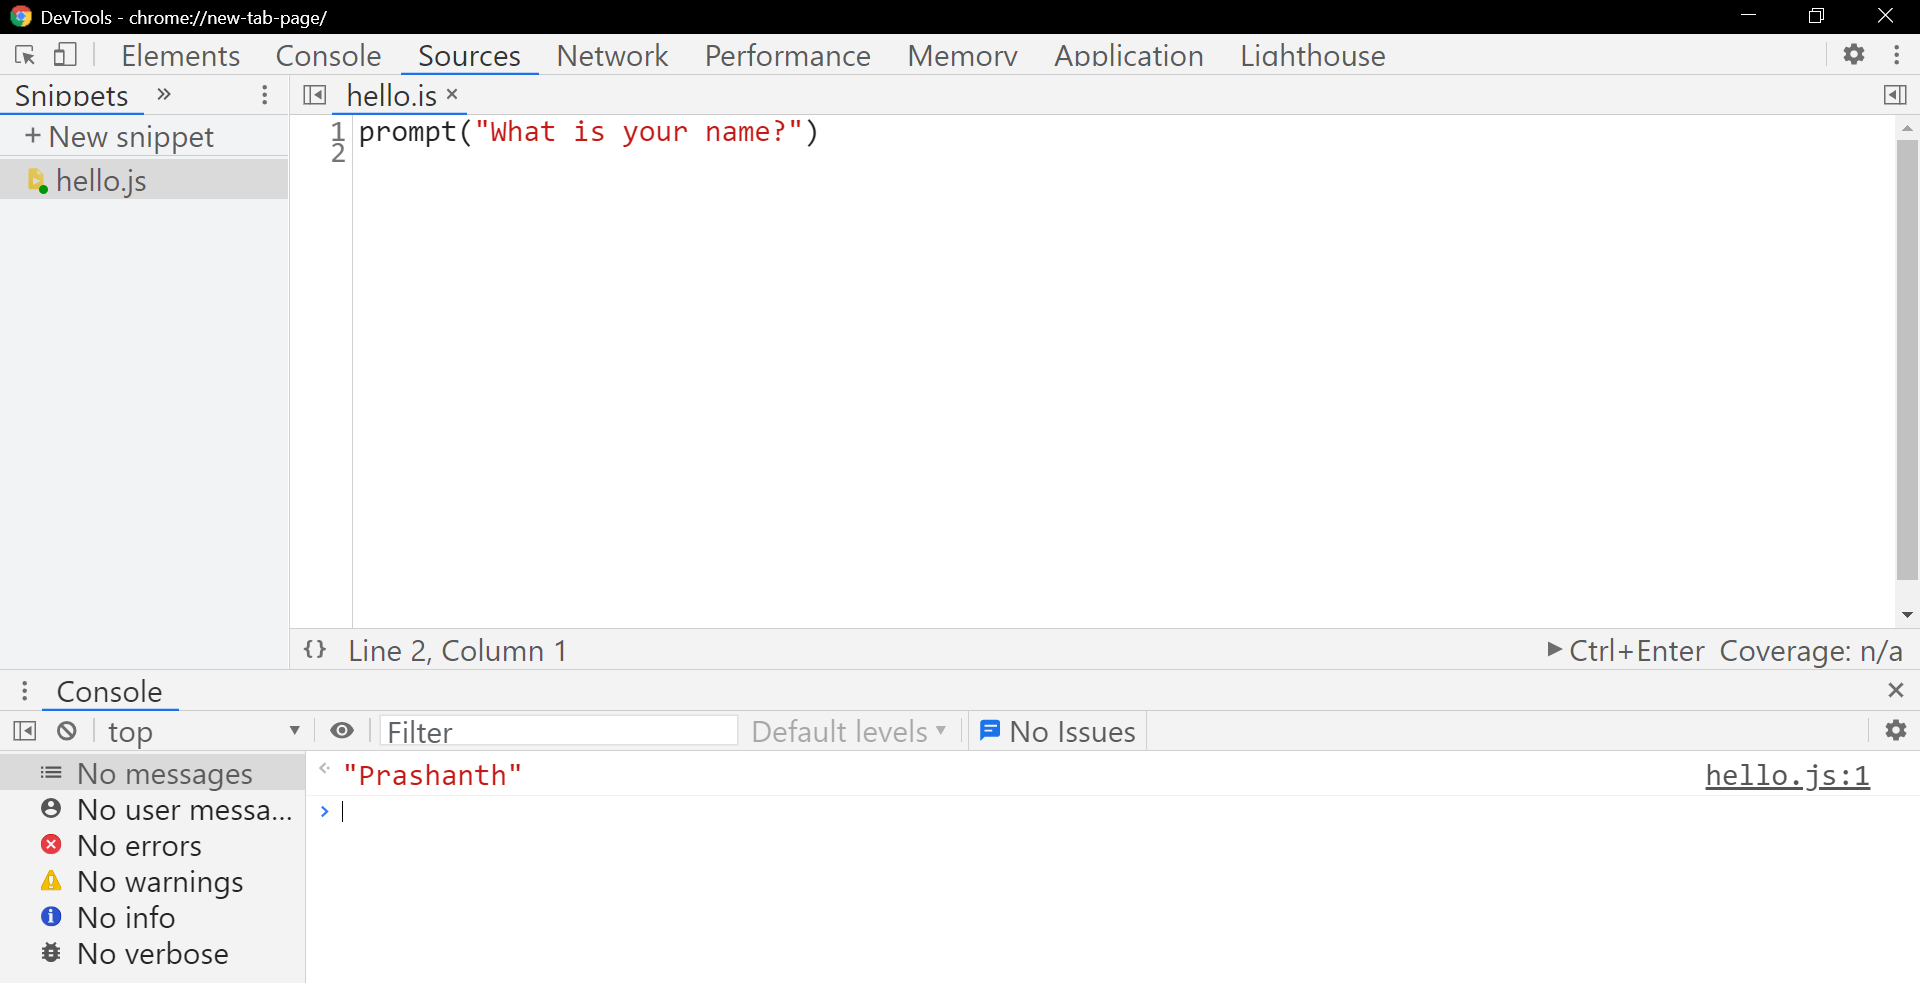 DevTools - chrome://new-tab-page/
Elements Console Sources Network Performance Memory Application Lighthouse
Snippets » hello.js ×
+ New snippet
hello.js
1 prompt("What is your name?")
2
{} Line 2, Column 1 Ctrl+Enter Coverage: n/a
Console
top Filter Default levels No Issues
No messages
No user messa...
No errors
No warnings
No info
No verbose
"Prashanth" hello.js:1